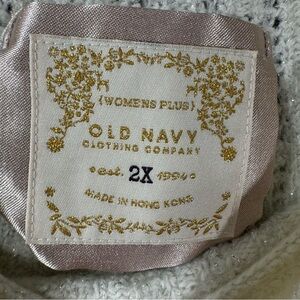 {WOMENS PLUS}
OLD NAVY
CLOTHING COMPANY
est. 2X 1994
MADE IN HONG KONG